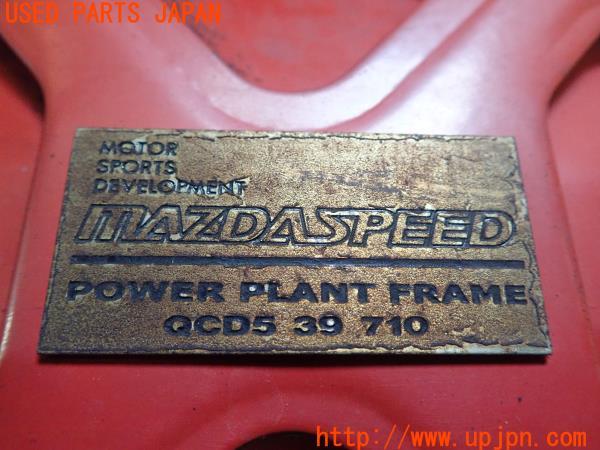 USED PARTS JAPAN
MOTOR
SPORTS
DEVELOPMENT
MAZDASPEED
POWER PLANT FRAME
QCD5 39 710
http://www.upjpn.com